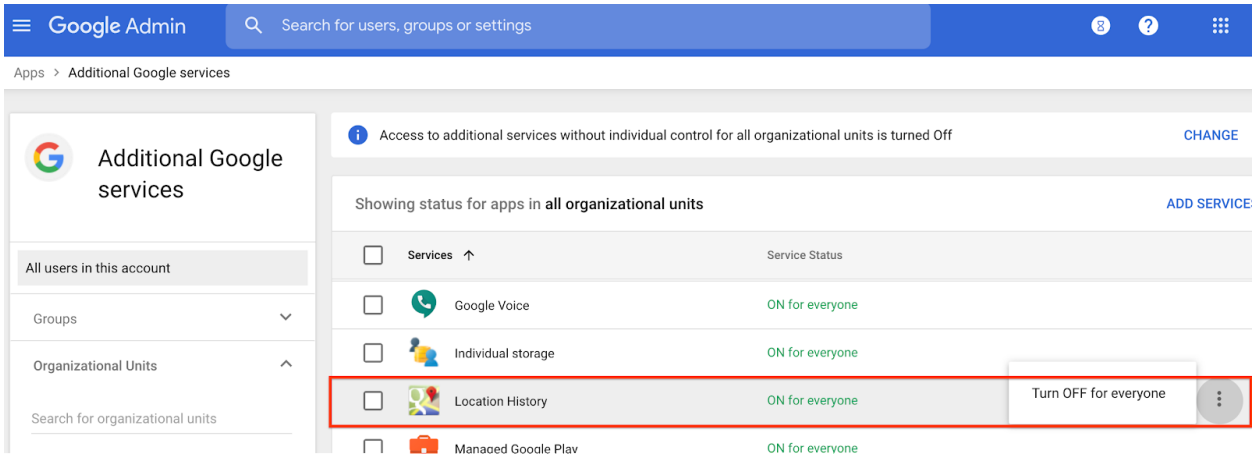 Google Admin
Search for users, groups or settings
Apps > Additional Google services
Additional Google
services
All users in this account
Groups
Organizational Units
Search for organizational units
Access to additional services without individual control for all organizational units is turned Off
CHANGE
Showing status for apps in all organizational units
ADD SERVICES
Services
Service Status
Google Voice
ON for everyone
Individual storage
ON for everyone
Location History
ON for everyone
Turn OFF for everyone
Managed Google Play
ON for everyone